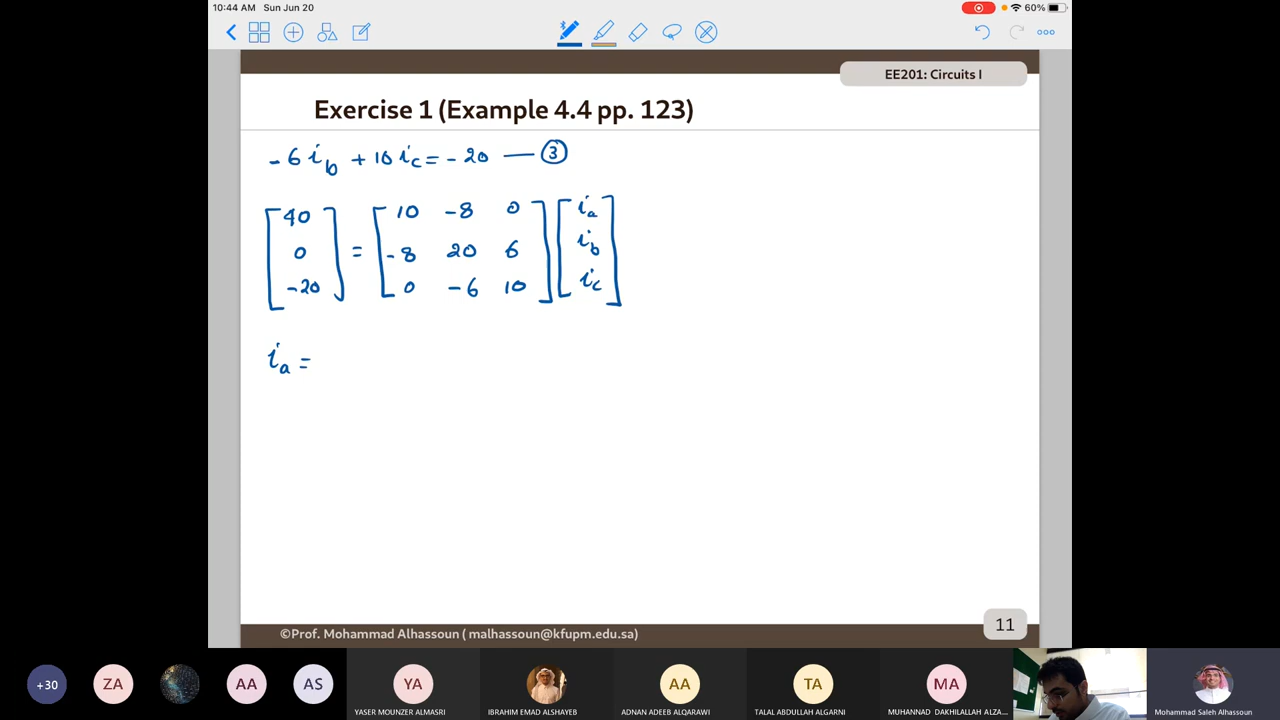 10:44 AM Sun Jun 20
60%
EE201: Circuits I
Exercise 1 (Example 4.4 pp. 123)
- 6 i_b + 10 i_c = - 20 — ③
[40 0 -20] = [10 -8 0; -8 20 6; 0 -6 10] [i_a i_b i_c]
i_a =
11
©Prof. Mohammad Alhassoun ( malhassoun@kfupm.edu.sa)
+30 ZA AA AS YA AA TA MA
YASER MOUNZER ALMASRI IBRAHIM EMAD ALSHAYEB ADNAN ADEEB ALQARAWI TALAL ABDULLAH ALGARNI MUHANNAD DAKHILALLAH ALZA... Mohammad Saleh Alhassoun